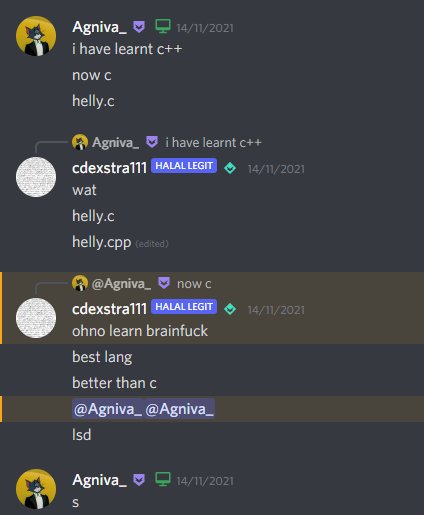 Agniva_ 14/11/2021
i have learnt c++
now c
helly.c
Agniva_ i have learnt c++
cdexstra111 HALAL LEGIT 14/11/2021
wat
helly.c
helly.cpp (edited)
@Agniva_ now c
cdexstra111 HALAL LEGIT 14/11/2021
ohno learn brainfuck
best lang
better than c
@Agniva_ @Agniva_
lsd
Agniva_ 14/11/2021
s